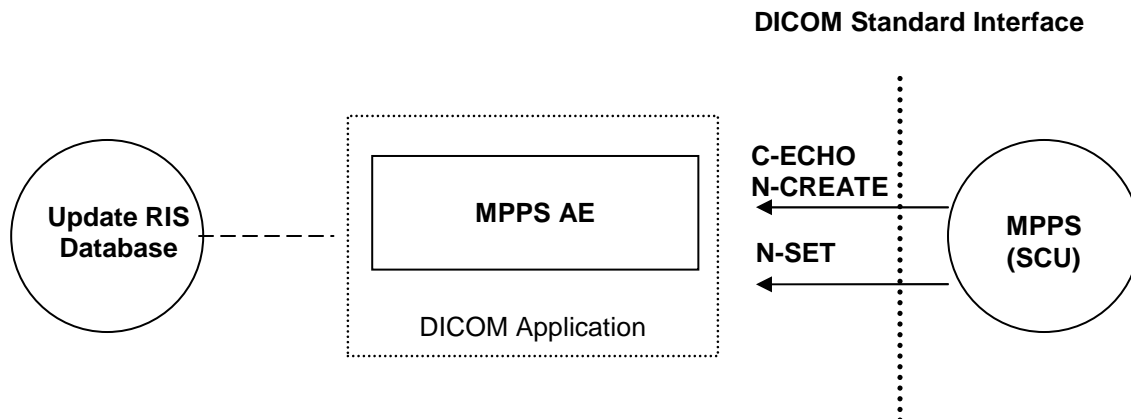 DICOM Standard Interface
Update RIS
Database
MPPS AE
DICOM Application
C-ECHO
N-CREATE
N-SET
MPPS
(SCU)